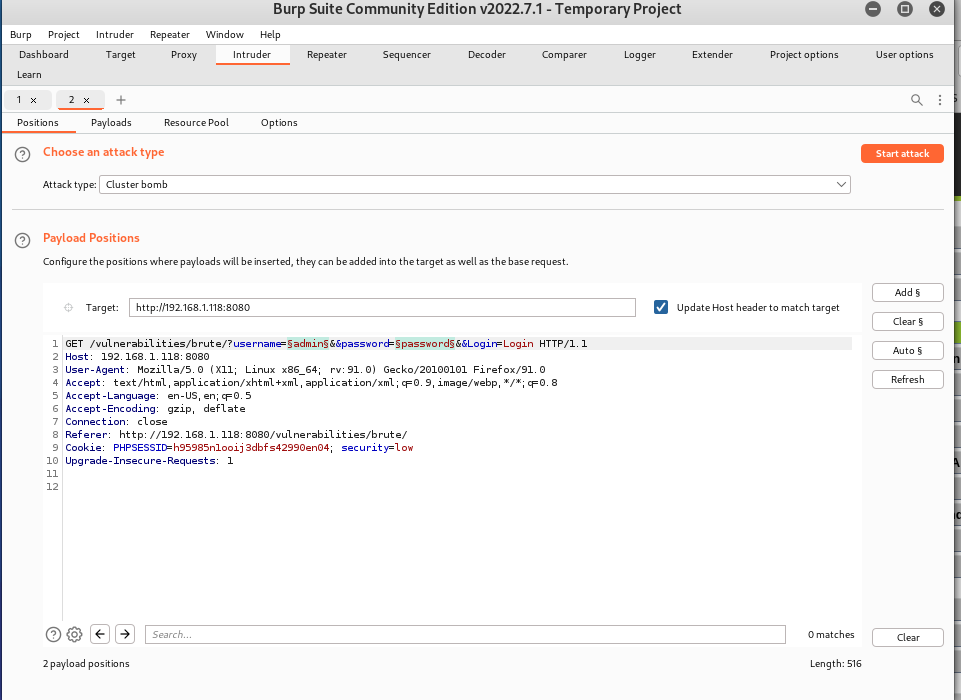 Burp Suite Community Edition v2022.7.1 - Temporary Project
Burp Project Intruder Repeater Window Help
Dashboard Target Proxy Intruder Repeater Sequencer Decoder Comparer Logger Extender Project options User options
Learn
1 × 2 × +
Positions Payloads Resource Pool Options
? Choose an attack type
Start attack
Attack type: Cluster bomb
? Payload Positions
Configure the positions where payloads will be inserted, they can be added into the target as well as the base request.
Add §
Target: http://192.168.1.118:8080 Update Host header to match target
Clear §
Auto §
Refresh
1 GET /vulnerabilities/brute/?username=§admin§&&password=§password§&&Login=Login HTTP/1.1
2 Host: 192.168.1.118:8080
3 User-Agent: Mozilla/5.0 (X11; Linux x86_64; rv:91.0) Gecko/20100101 Firefox/91.0
4 Accept: text/html,application/xhtml+xml,application/xml;q=0.9,image/webp,*/*;q=0.8
5 Accept-Language: en-US,en;q=0.5
6 Accept-Encoding: gzip, deflate
7 Connection: close
8 Referer: http://192.168.1.118:8080/vulnerabilities/brute/
9 Cookie: PHPSESSID=h95985n1ooij3dbfs42990en04; security=low
10 Upgrade-Insecure-Requests: 1
11
12
? Search... 0 matches Clear
2 payload positions Length: 516